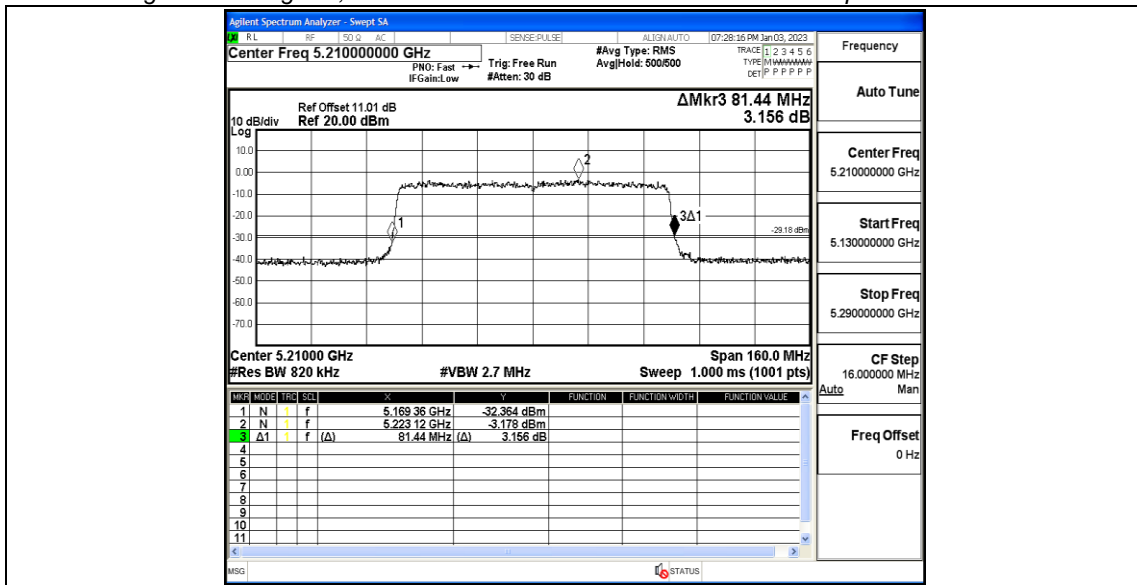 Agilent Spectrum Analyzer - Swept SA
RL RF 50 Ω AC SENSE:PULSE ALIGN AUTO 07:28:16 PM Jan 03, 2023
Center Freq 5.210000000 GHz
PNO: Fast
IFGain:Low
Trig: Free Run
#Atten: 30 dB
#Avg Type: RMS
Avg|Hold: 500/500
TRACE 1 2 3 4 5 6
TYPE M WWWWW
DET P P P P P P
Frequency
Auto Tune
Center Freq
5.210000000 GHz
Start Freq
5.130000000 GHz
Stop Freq
5.290000000 GHz
CF Step
16.000000 MHz
Auto Man
Freq Offset
0 Hz
ΔMkr3 81.44 MHz
3.156 dB
Ref Offset 11.01 dB
10 dB/div Ref 20.00 dBm
Log
10.0
0.00
-10.0
-20.0
-30.0
-40.0
-50.0
-60.0
-70.0
2
1
3Δ1
-29.18 dBm
Center 5.21000 GHz Span 160.0 MHz
#Res BW 820 kHz #VBW 2.7 MHz Sweep 1.000 ms (1001 pts)
MKR MODE TRC SCL X Y FUNCTION FUNCTION WIDTH FUNCTION VALUE
1 N 1 f 5.169 36 GHz -32.364 dBm
2 N 1 f 5.223 12 GHz -3.178 dBm
3 Δ1 1 f (Δ) 81.44 MHz (Δ) 3.156 dB
4
5
6
7
8
9
10
11
MSG STATUS